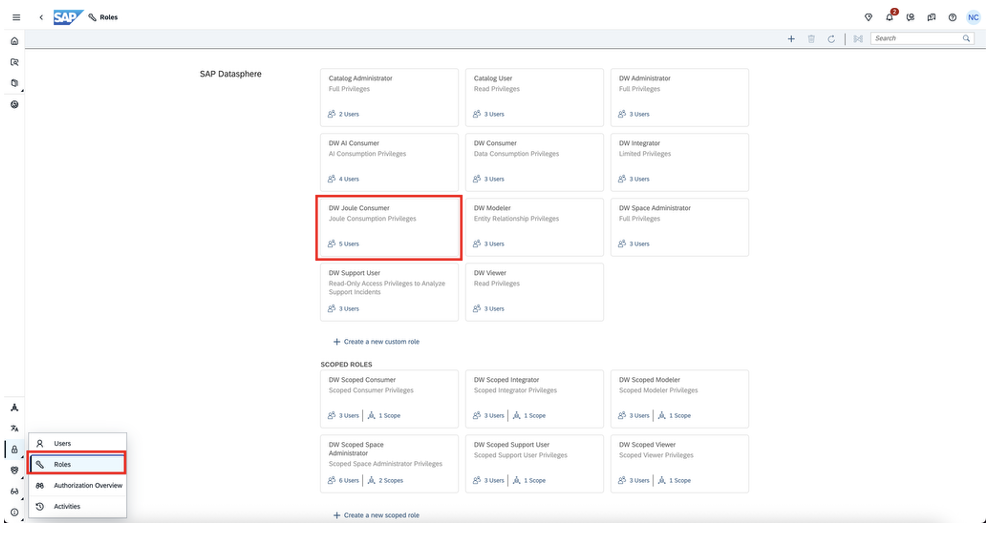 SAP Roles
2
NC
Search
SAP Datasphere
Catalog Administrator
Full Privileges
2 Users
Catalog User
Read Privileges
3 Users
DW Administrator
Full Privileges
3 Users
DW AI Consumer
AI Consumption Privileges
4 Users
DW Consumer
Data Consumption Privileges
3 Users
DW Integrator
Limited Privileges
3 Users
DW Joule Consumer
Joule Consumption Privileges
5 Users
DW Modeler
Entity Relationship Privileges
3 Users
DW Space Administrator
Full Privileges
3 Users
DW Support User
Read-Only Access Privileges to Analyze
Support Incidents
3 Users
DW Viewer
Read Privileges
3 Users
Create a new custom role
SCOPED ROLES
DW Scoped Consumer
Scoped Consumer Privileges
3 Users 1 Scope
DW Scoped Integrator
Scoped Integrator Privileges
3 Users 1 Scope
DW Scoped Modeler
Scoped Modeler Privileges
3 Users 1 Scope
DW Scoped Space
Administrator
Scoped Space Administrator Privileges
6 Users 2 Scopes
DW Scoped Support User
Scoped Support User Privileges
3 Users 1 Scope
DW Scoped Viewer
Scoped Viewer Privileges
3 Users 1 Scope
Create a new scoped role
Users
Roles
Authorization Overview
Activities